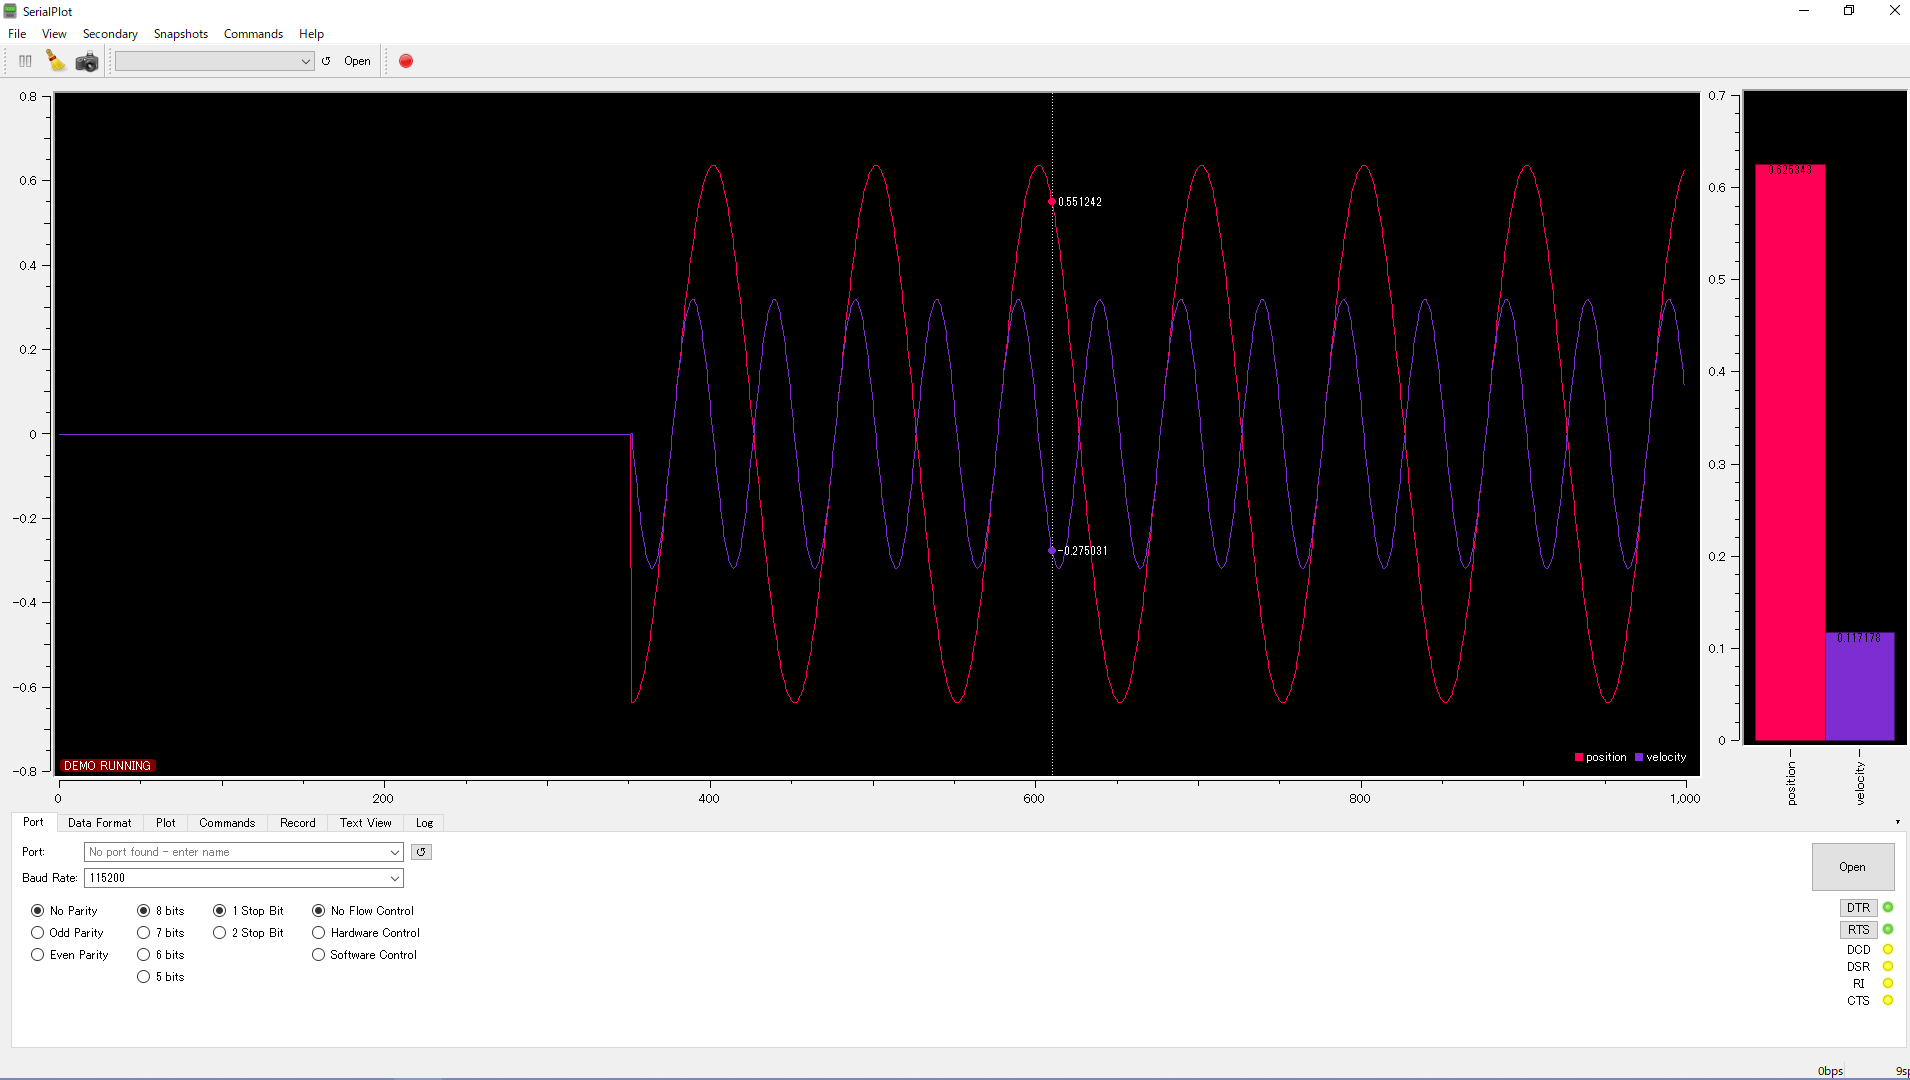 SerialPlot
File View Secondary Snapshots Commands Help
Open
0.8
0.6
0.4
0.2
0
-0.2
-0.4
-0.6
-0.8
0.551242
-0.275031
DEMO RUNNING
position velocity
0 200 400 600 800 1,000
0.7
0.6
0.5
0.4
0.3
0.2
0.1
0
0.625343
0.117178
position
velocity
Port Data Format Plot Commands Record Text View Log
Port: No port found - enter name
Baud Rate: 115200
No Parity 8 bits 1 Stop Bit No Flow Control
Odd Parity 7 bits 2 Stop Bit Hardware Control
Even Parity 6 bits Software Control
5 bits
Open
DTR
RTS
DCD
DSR
RI
CTS
0bps 9sp